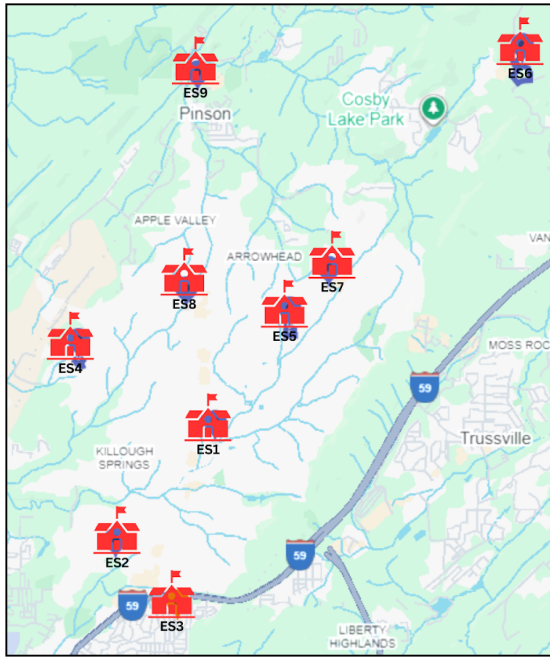 ES9
Pinson
Cosby
Lake Park
ES6
APPLE VALLEY
ARROWHEAD
VAN
ES8
ES7
ES5
ES4
MOSS ROC
59
ES1
Trussville
KILLOUGH
SPRINGS
ES2
59
59
ES3
LIBERTY
HIGHLANDS